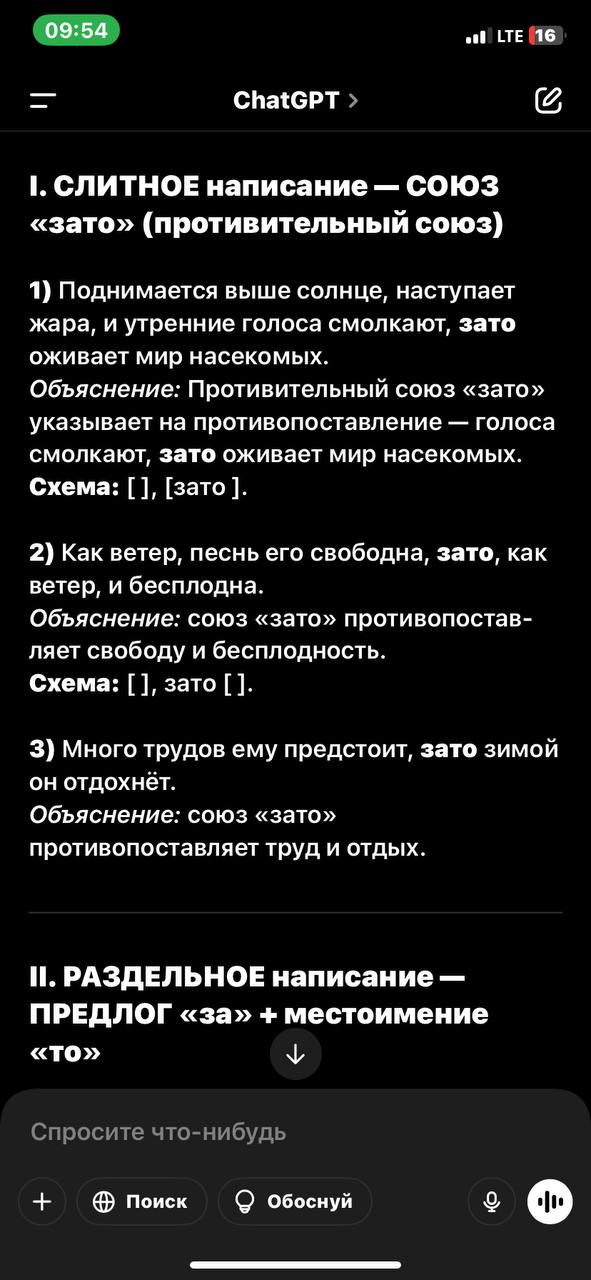 09:54
LTE 16
ChatGPT >
I. СЛИТНОЕ написание — СОЮЗ
«зато» (противительный союз)
1) Поднимается выше солнце, наступает
жара, и утренние голоса смолкают, зато
оживает мир насекомых.
Объяснение: Противительный союз «зато»
указывает на противопоставление — голоса
смолкают, зато оживает мир насекомых.
Схема: [ ], [зато ].
2) Как ветер, песнь его свободна, зато, как
ветер, и бесплодна.
Объяснение: союз «зато» противопостав-
ляет свободу и бесплодность.
Схема: [ ], зато [ ].
3) Много трудов ему предстоит, зато зимой
он отдохнёт.
Объяснение: союз «зато»
противопоставляет труд и отдых.
II. РАЗДЕЛЬНОЕ написание —
ПРЕДЛОГ «за» + местоимение
«то»
Спросите что-нибудь
Поиск
Обоснуй